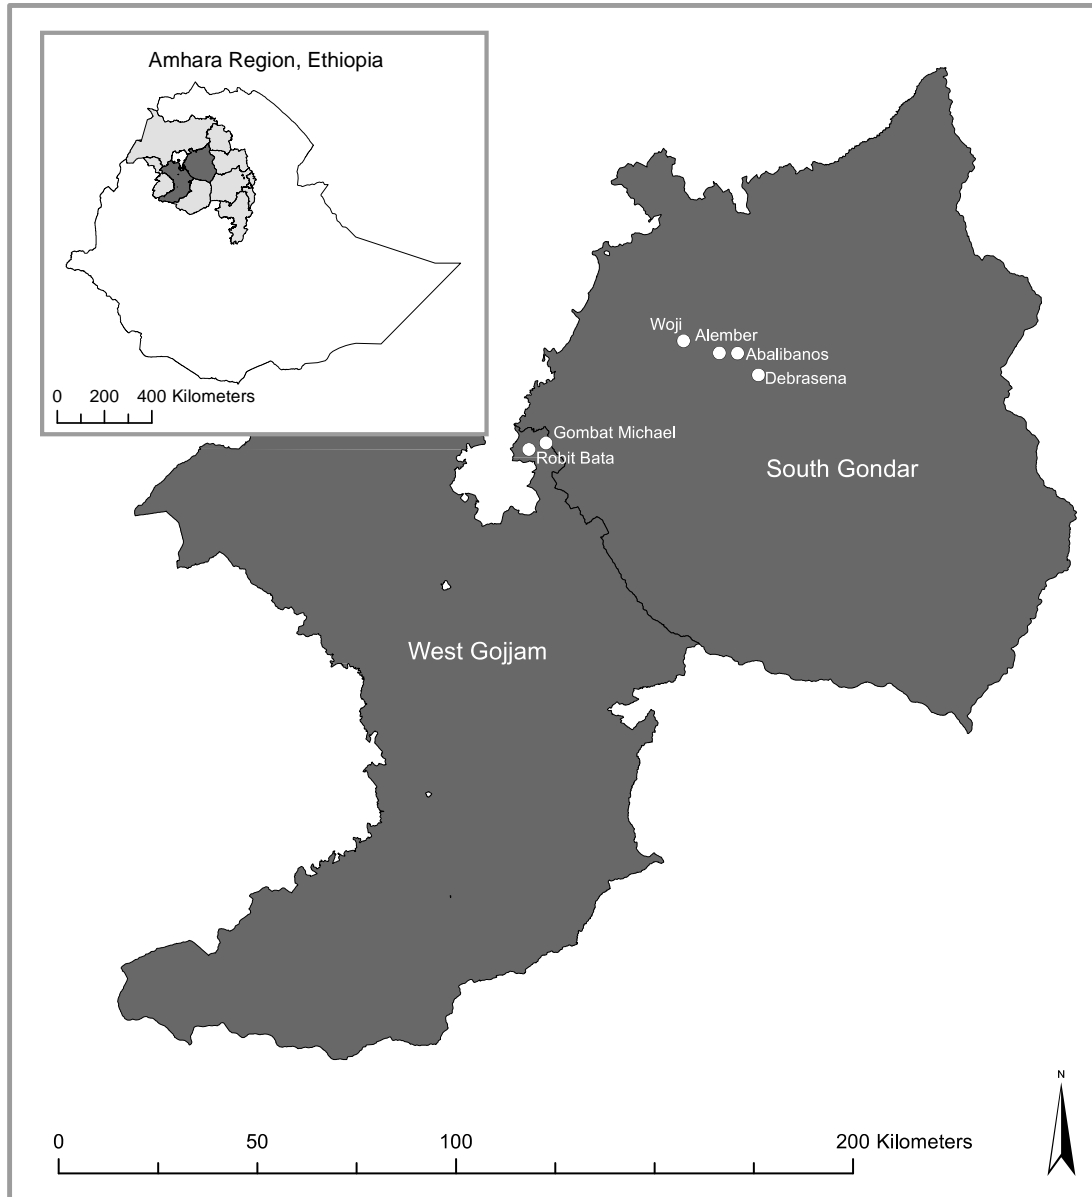 Amhara Region, Ethiopia
0 200 400 Kilometers
Woji
Alember
Abalibanos
Debrasena
Gombat Michael
Robit Bata
South Gondar
West Gojjam
N
0 50 100 200 Kilometers